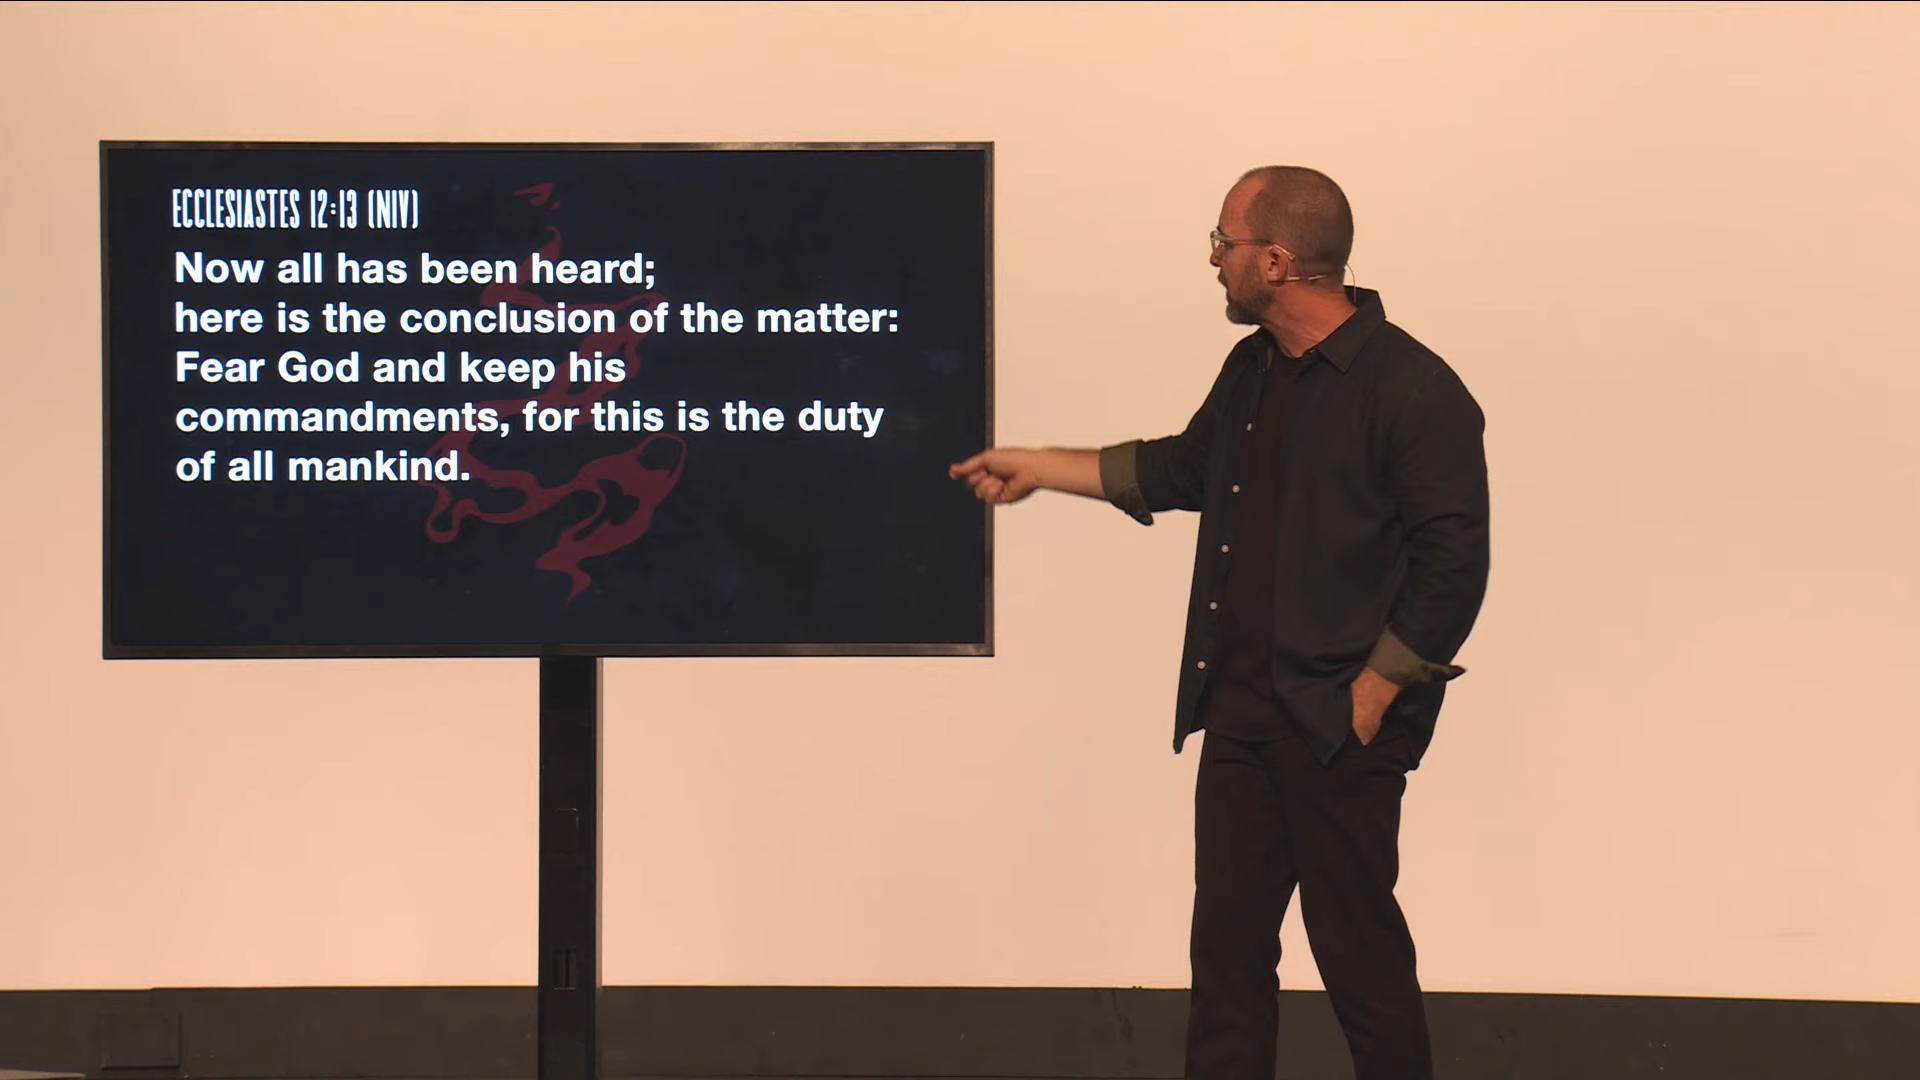 ECCLESIASTES 12:13 (NIV)
Now all has been heard;
here is the conclusion of the matter:
Fear God and keep his
commandments, for this is the duty
of all mankind.